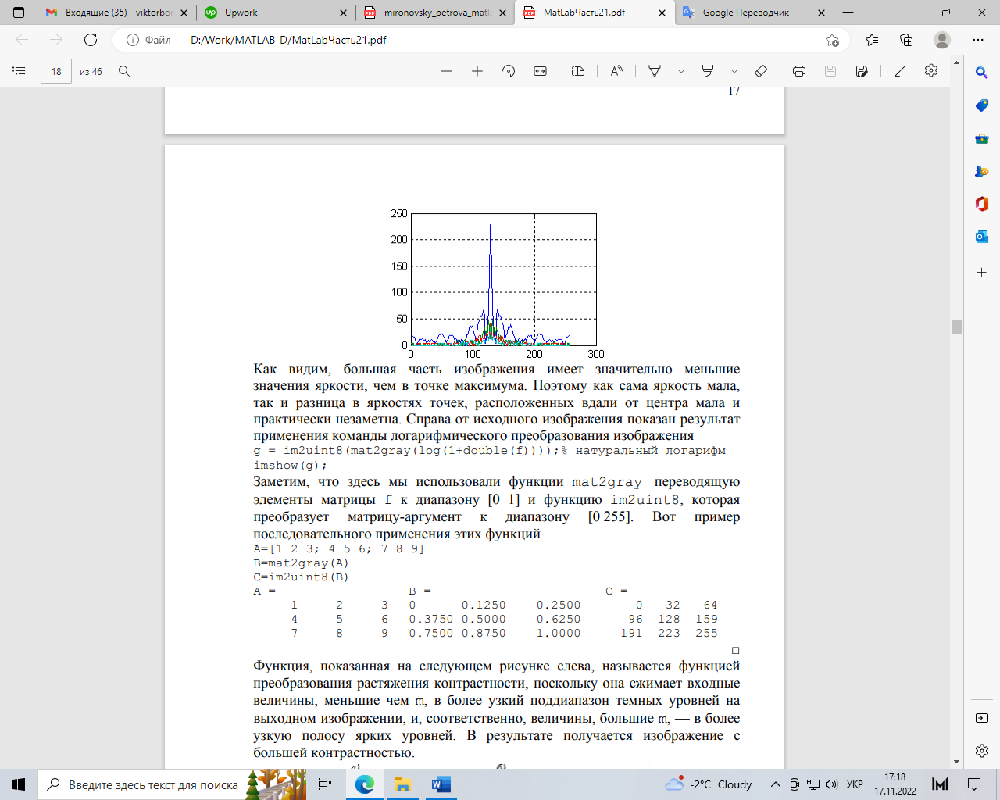 Входящие (35) - viktorbor
Upwork
mironovsky_petrova_matl
MatLabЧасть21.pdf
Google Переводчик
Файл
D:/Work/MATLAB_D/MatLabЧасть21.pdf
18 из 46
17
250
200
150
100
50
0
0 100 200 300
Как видим, большая часть изображения имеет значительно меньшие
значения яркости, чем в точке максимума. Поэтому как сама яркость мала,
так и разница в яркостях точек, расположенных вдали от центра мала и
практически незаметна. Справа от исходного изображения показан результат
применения команды логарифмического преобразования изображения
g = im2uint8(mat2gray(log(1+double(f))));% натуральный логарифм
imshow(g);
Заметим, что здесь мы использовали функции mat2gray переводящую
элементы матрицы f к диапазону [0 1] и функцию im2uint8, которая
преобразует матрицу-аргумент к диапазону [0 255]. Вот пример
последовательного применения этих функций
A=[1 2 3; 4 5 6; 7 8 9]
B=mat2gray(A)
C=im2uint8(B)
A = B = C =
1 2 3 0 0.1250 0.2500 0 32 64
4 5 6 0.3750 0.5000 0.6250 96 128 159
7 8 9 0.7500 0.8750 1.0000 191 223 255
Функция, показанная на следующем рисунке слева, называется функцией
преобразования растяжения контрастности, поскольку она сжимает входные
величины, меньшие чем m, в более узкий поддиапазон темных уровней на
выходном изображении, и, соответственно, величины, большие m, — в более
узкую полосу ярких уровней. В результате получается изображение с
большей контрастностью.
Введите здесь текст для поиска
-2°C Cloudy
УКР
17:18
17.11.2022